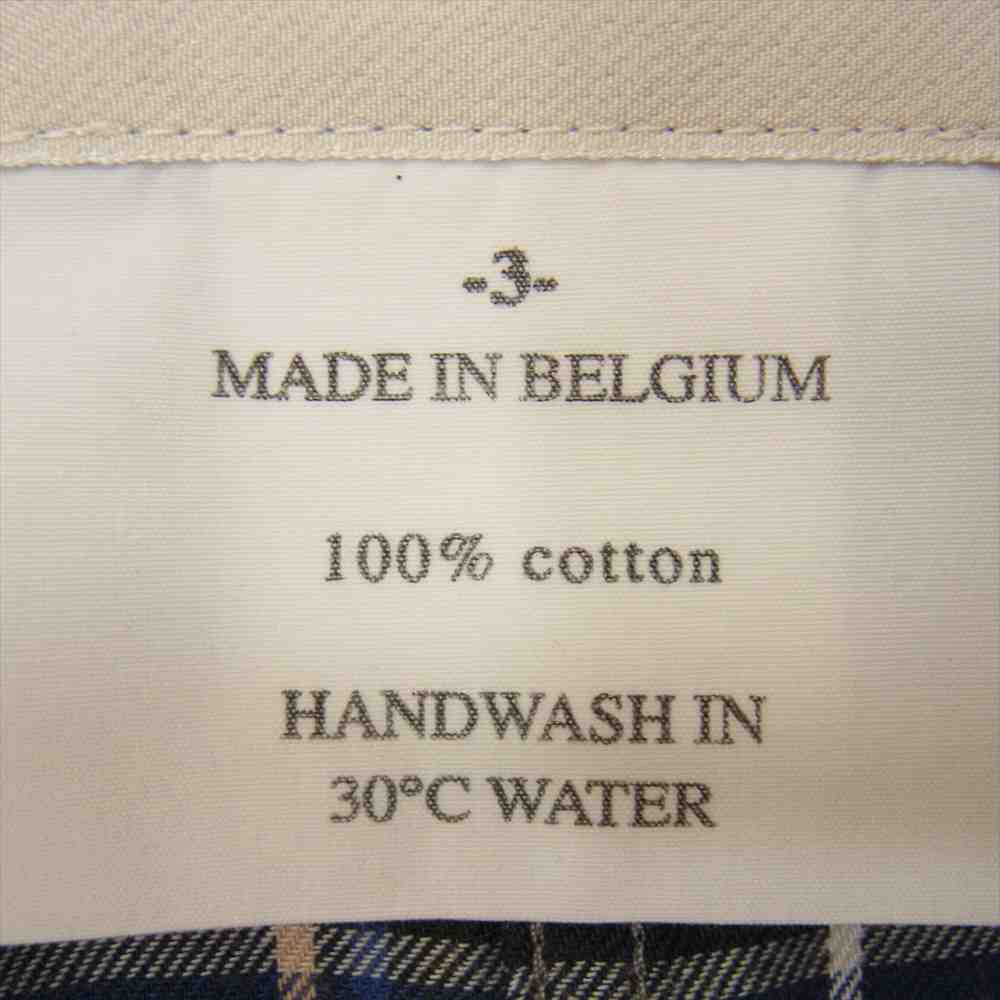 -3-
MADE IN BELGIUM
100% cotton
HANDWASH IN
30°C WATER